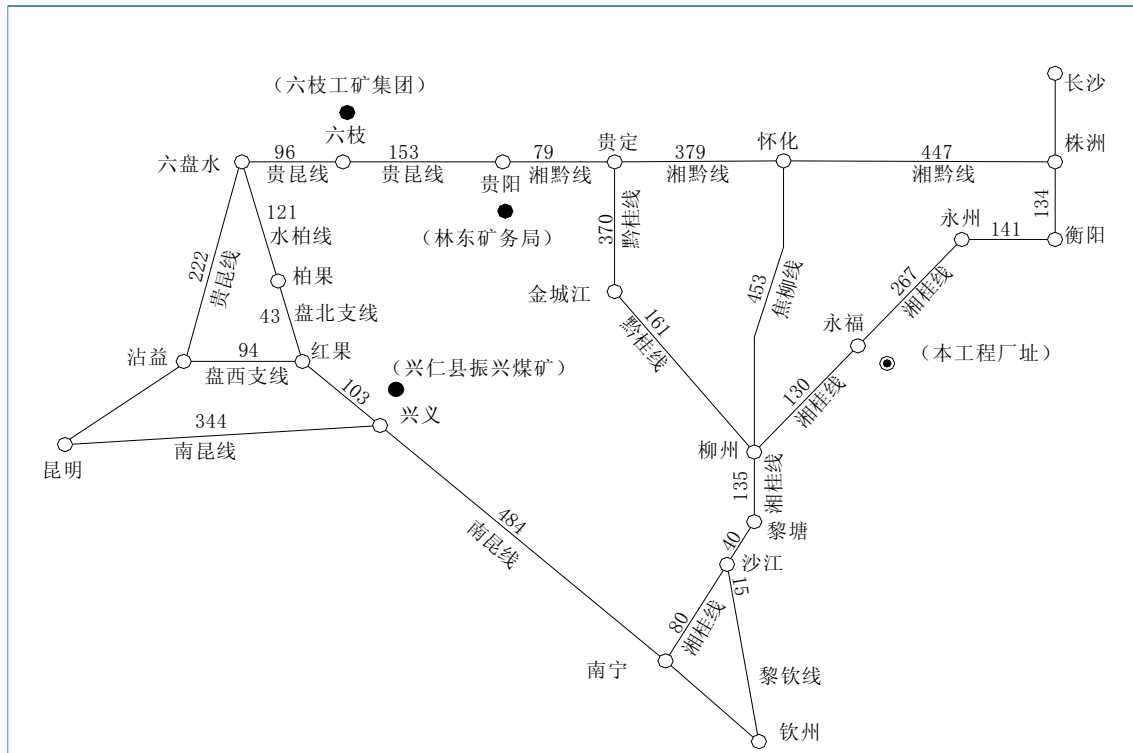 长沙
（六枝工矿集团）
六枝
六盘水
96
贵昆线
153
贵昆线
贵阳
79
湘黔线
贵定
379
湘黔线
怀化
447
湘黔线
株洲
134
（林东矿务局）
121
水柏线
370
黔桂线
永州
141
衡阳
222
贵昆线
柏果
金城江
453
焦柳线
267
湘桂线
43
盘北支线
161
黔桂线
永福
（本工程厂址）
沾益
94
盘西支线
红果
（兴仁县振兴煤矿）
103
兴义
130
湘桂线
344
南昆线
昆明
柳州
135
湘桂线
484
南昆线
黎塘
40
沙江
15
80
湘桂线
南宁
黎钦线
钦州